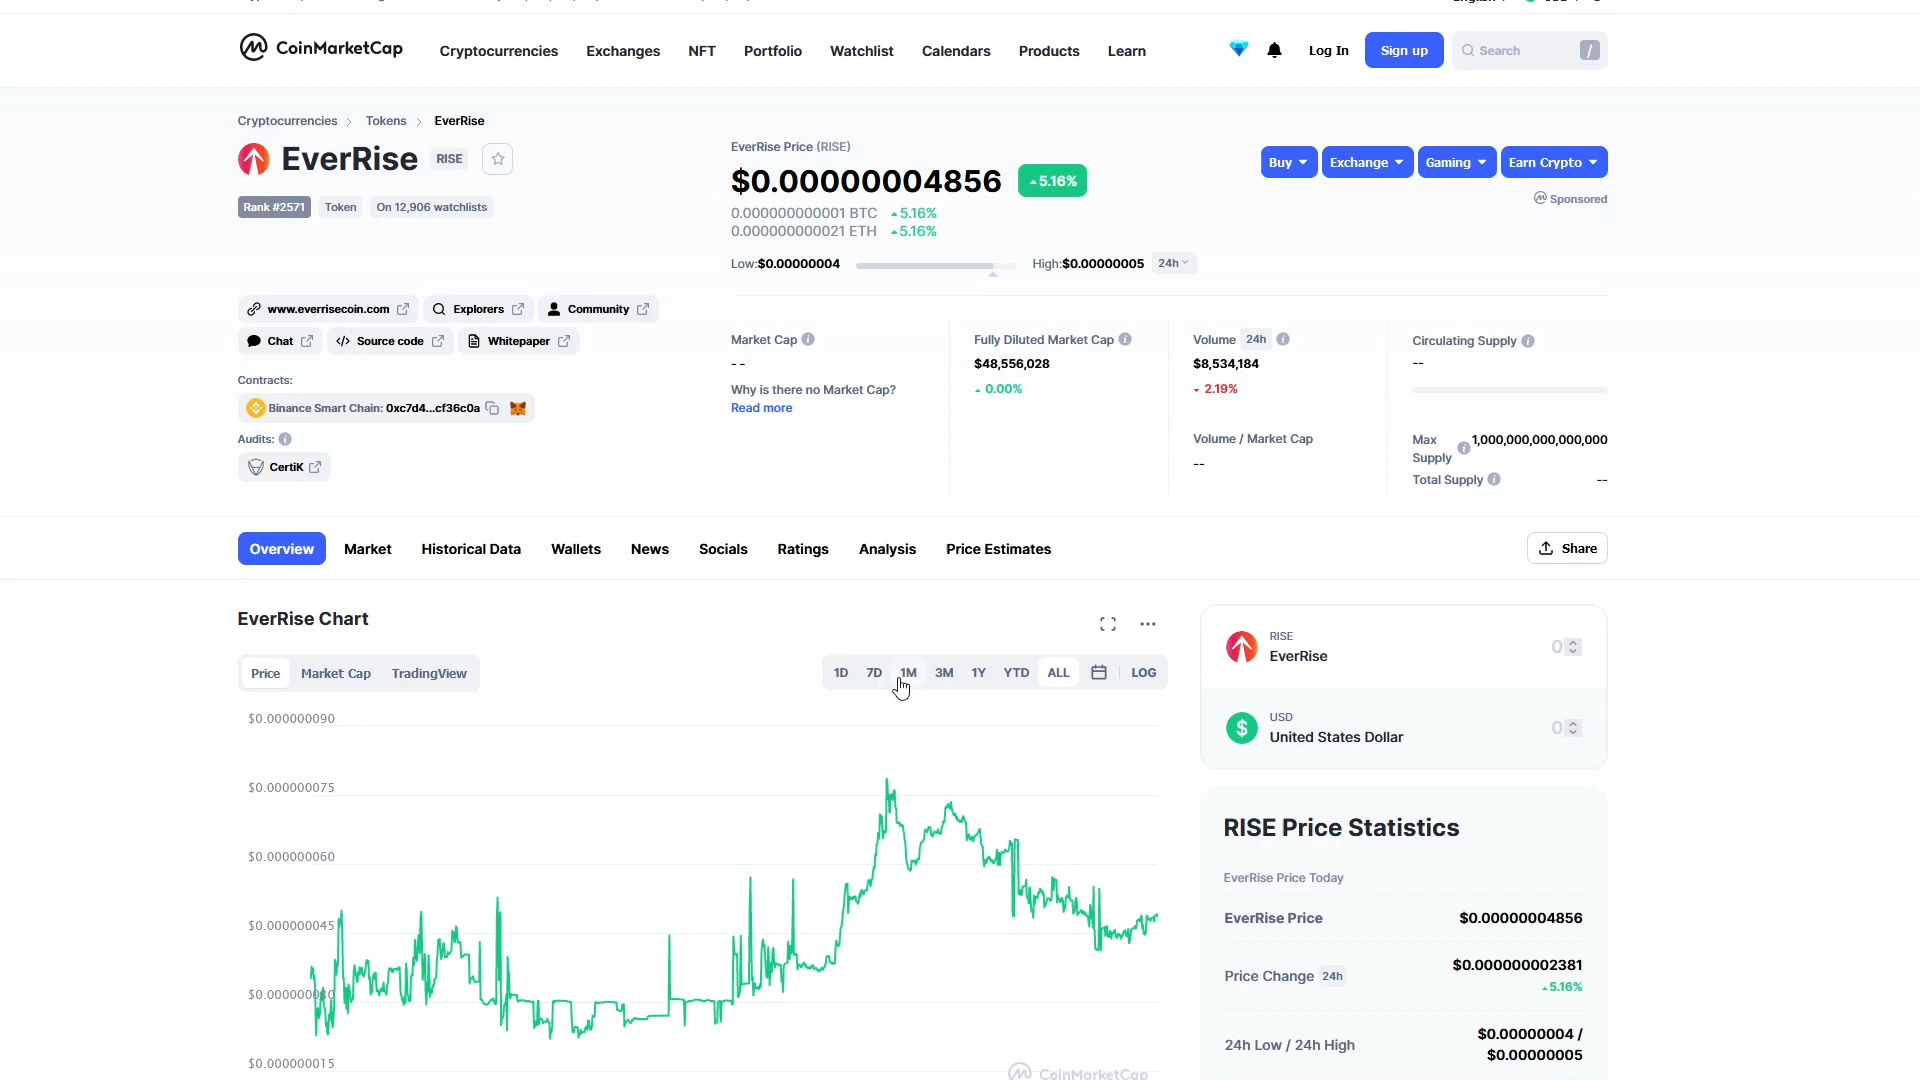 CoinMarketCap
Cryptocurrencies Exchanges NFT Portfolio Watchlist Calendars Products Learn
Log In Sign up Search /
Cryptocurrencies > Tokens > EverRise
EverRise RISE
Rank #2571 Token On 12,906 watchlists
www.everrisecoin.com Explorers Community
Chat Source code Whitepaper
Contracts:
Binance Smart Chain: 0xc7d4...cf36c0a
Audits:
CertiK
EverRise Price (RISE)
$0.00000004856 5.16%
0.000000000001 BTC 5.16%
0.000000000021 ETH 5.16%
Low:$0.00000004 High:$0.00000005 24h
Buy Exchange Gaming Earn Crypto
Sponsored
Market Cap
- -
Why is there no Market Cap?
Read more
Fully Diluted Market Cap
$48,556,028
0.00%
Volume 24h
$8,534,184
2.19%
Volume / Market Cap
--
Circulating Supply
--
Max Supply 1,000,000,000,000,000
Total Supply --
Overview Market Historical Data Wallets News Socials Ratings Analysis Price Estimates
Share
EverRise Chart
Price Market Cap TradingView
1D 7D 1M 3M 1Y YTD ALL LOG
$0.000000090
$0.000000075
$0.000000060
$0.000000045
$0.000000030
$0.000000015
CoinMarketCap
RISE
EverRise 0
USD
United States Dollar 0
RISE Price Statistics
EverRise Price Today
EverRise Price $0.00000004856
Price Change 24h $0.000000002381
5.16%
24h Low / 24h High $0.00000004 /
$0.00000005